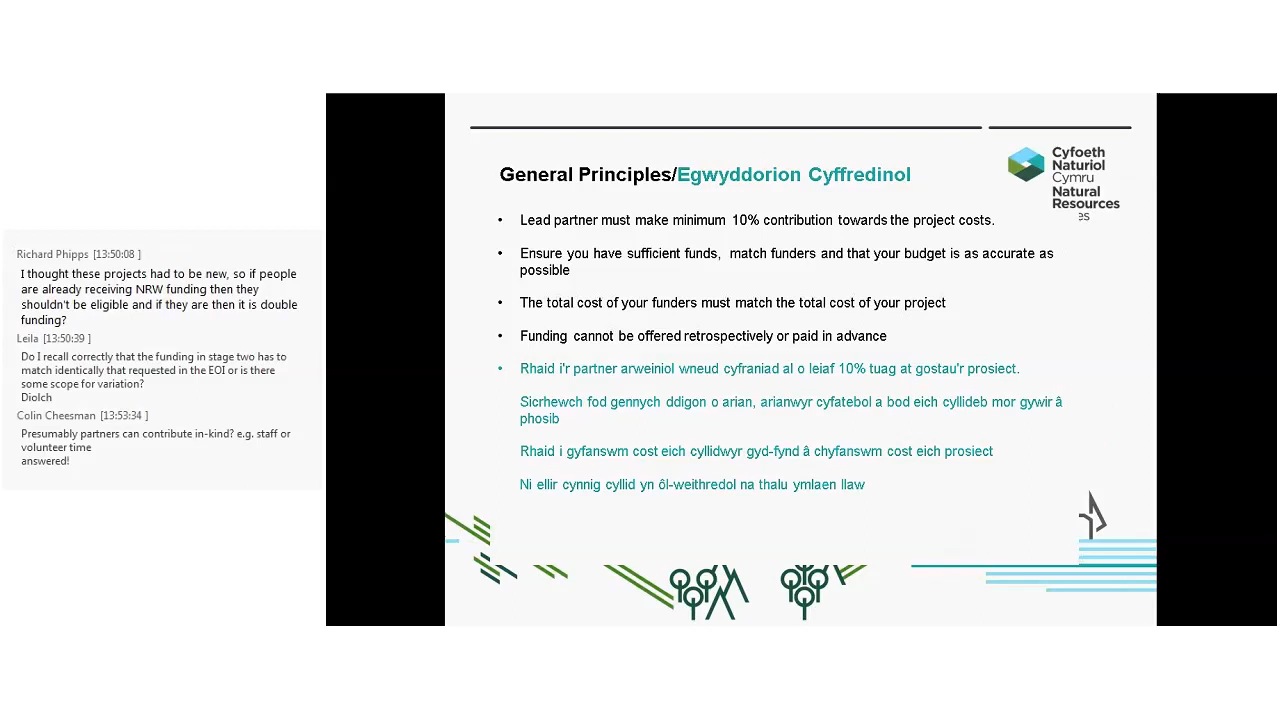 Richard Phipps [13:50:08 ]
I thought these projects had to be new, so if people
are already receiving NRW funding then they
shouldn't be eligible and if they are then it is double
funding?
Leila [13:50:39 ]
Do I recall correctly that the funding in stage two has to
match identically that requested in the EOI or is there
some scope for variation?
Diolch
Colin Cheesman [13:53:34 ]
Presumably partners can contribute in-kind? e.g. staff or
volunteer time
answered!
Cyfoeth
Naturiol
Cymru
Natural
Resources
es
General Principles/Egwyddorion Cyffredinol
• Lead partner must make minimum 10% contribution towards the project costs.
• Ensure you have sufficient funds, match funders and that your budget is as accurate as
possible
• The total cost of your funders must match the total cost of your project
• Funding cannot be offered retrospectively or paid in advance
• Rhaid i'r partner arweiniol wneud cyfraniad al o leiaf 10% tuag at gostau'r prosiect.
Sicrhewch fod gennych ddigon o arian, arianwyr cyfatebol a bod eich cyllideb mor gywir â
phosib
Rhaid i gyfanswm cost eich cyllidwyr gyd-fynd â chyfanswm cost eich prosiect
Ni ellir cynnig cyllid yn ôl-weithredol na thalu ymlaen llaw